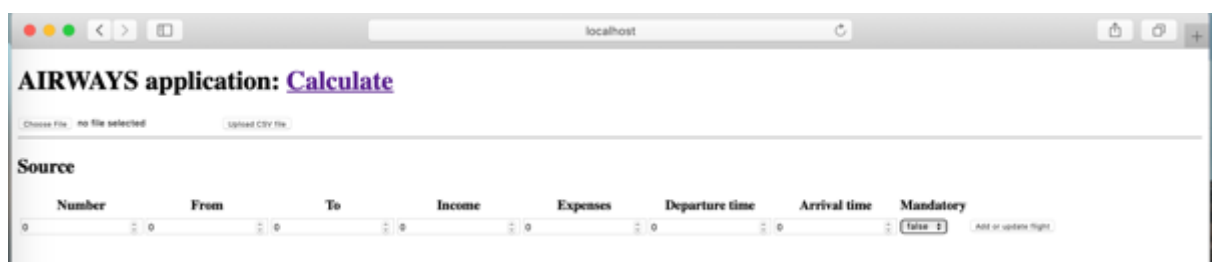 localhost
AIRWAYS application: Calculate
Choose File no file selected Upload CSV file
Source
Number From To Income Expenses Departure time Arrival time Mandatory
0 0 0 0 0 0 0 false Add or update flight